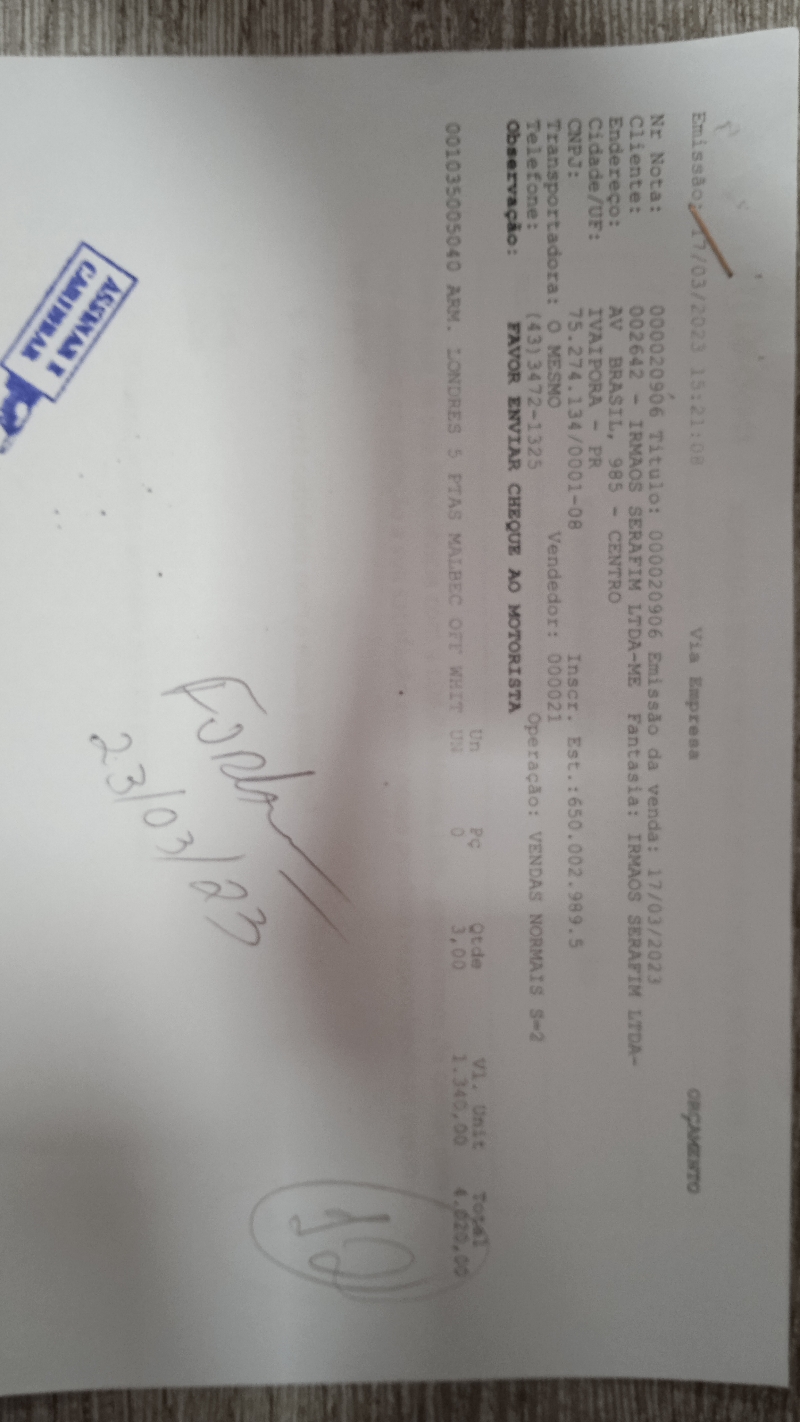 Emissão: 17/03/2023 15:21:08 Via Empresa ORÇAMENTO
Nr Nota: 000020906 Título: 000020906 Emissão da venda: 17/03/2023
Cliente: 002642 - IRMAOS SERAFIM LTDA-ME Fantasia: IRMAOS SERAFIM LTDA-
Endereço: AV BRASIL, 985 - CENTRO
Cidade/UF: IVAIPORA - PR
CNPJ: 75.274.134/0001-08 Inscr. Est.:650.002.989.5
Transportadora: O MESMO Vendedor: 000021
Telefone: (43)3472-1325 Operação: VENDAS NORMAIS S=2
Observação: FAVOR ENVIAR CHEQUE AO MOTORISTA
Un PÇ Qtde Vl. Unit Total
001035005040 ARM. LONDRES 5 PTAS MALBEC OFF WHIT UN 0 3,00 1.340,00 4.020,00
23/03/23
ASSINAR E
CARIMBAR